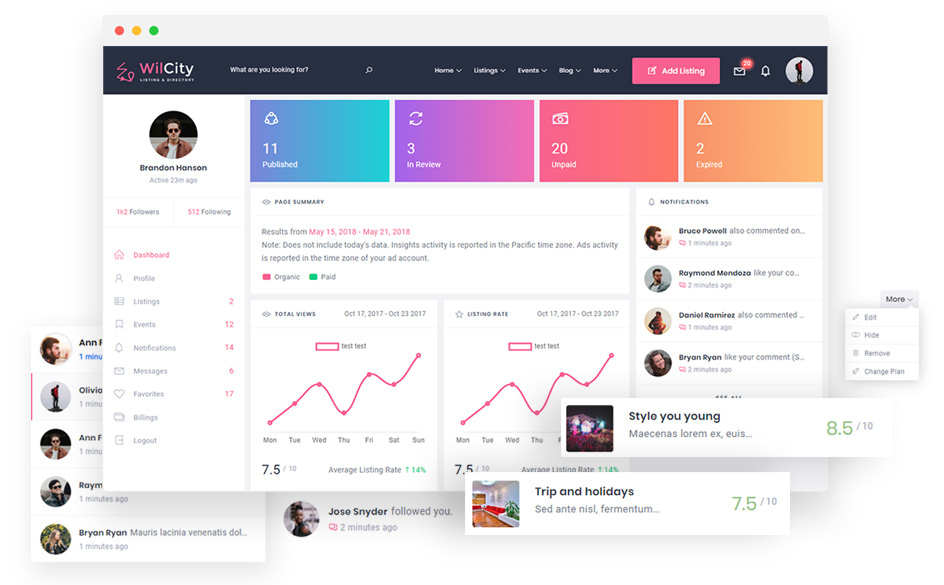 WilCity
LISTING & DIRECTORY
What are you looking for?
Home
Listings
Events
Blog
More
Add Listing
20
Brandon Hanson
Active 23m ago
142 Followers
512 Following
Dashboard
Profile
Listings 2
Events 12
Notifications 14
Messages 6
Favorites 17
Billings
Logout
11
Published
3
In Review
20
Unpaid
2
Expired
PAGE SUMMARY
Results from May 15, 2018 - May 21, 2018
Note: Does not include today's data. Insights activity is reported in the Pacific time zone. Ads activity
is reported in the time zone of your ad account.
Organic
Paid
TOTAL VIEWS
Oct 17, 2017 - Oct 23 2017
test test
Mon Tue Wed Thu Fri Sat Sun
7.5 / 10
Average Listing Rate ↑ 14%
LISTING RATE
Oct 17, 2017 - Oct 23 2017
test test
Mon Tue Wed Thu
7.5 / 10
Average Listing Rate ↑ 14%
NOTIFICATIONS
Bruce Powell also commented on...
1 minutes ago
Raymond Mondoza like your co...
2 minutes ago
Daniel Ramirez also commented ...
1 minutes ago
Bryan Ryan like your comment (S...
2 minutes ago
More
Edit
Hide
Remove
Change Plan
Style you young
Maecenas lorem ex, euis...
8.5 / 10
Trip and holidays
Sed ante nisl, fermentum...
7.5 / 10
Jose Snyder followed you.
2 minutes ago
Ann F
1 minu
Olivia
1 minu
Ann F
1 minu
Raym
1 minutes ago
Bryan Ryan Mauris lacinia venenatis dol...
1 minutes ago